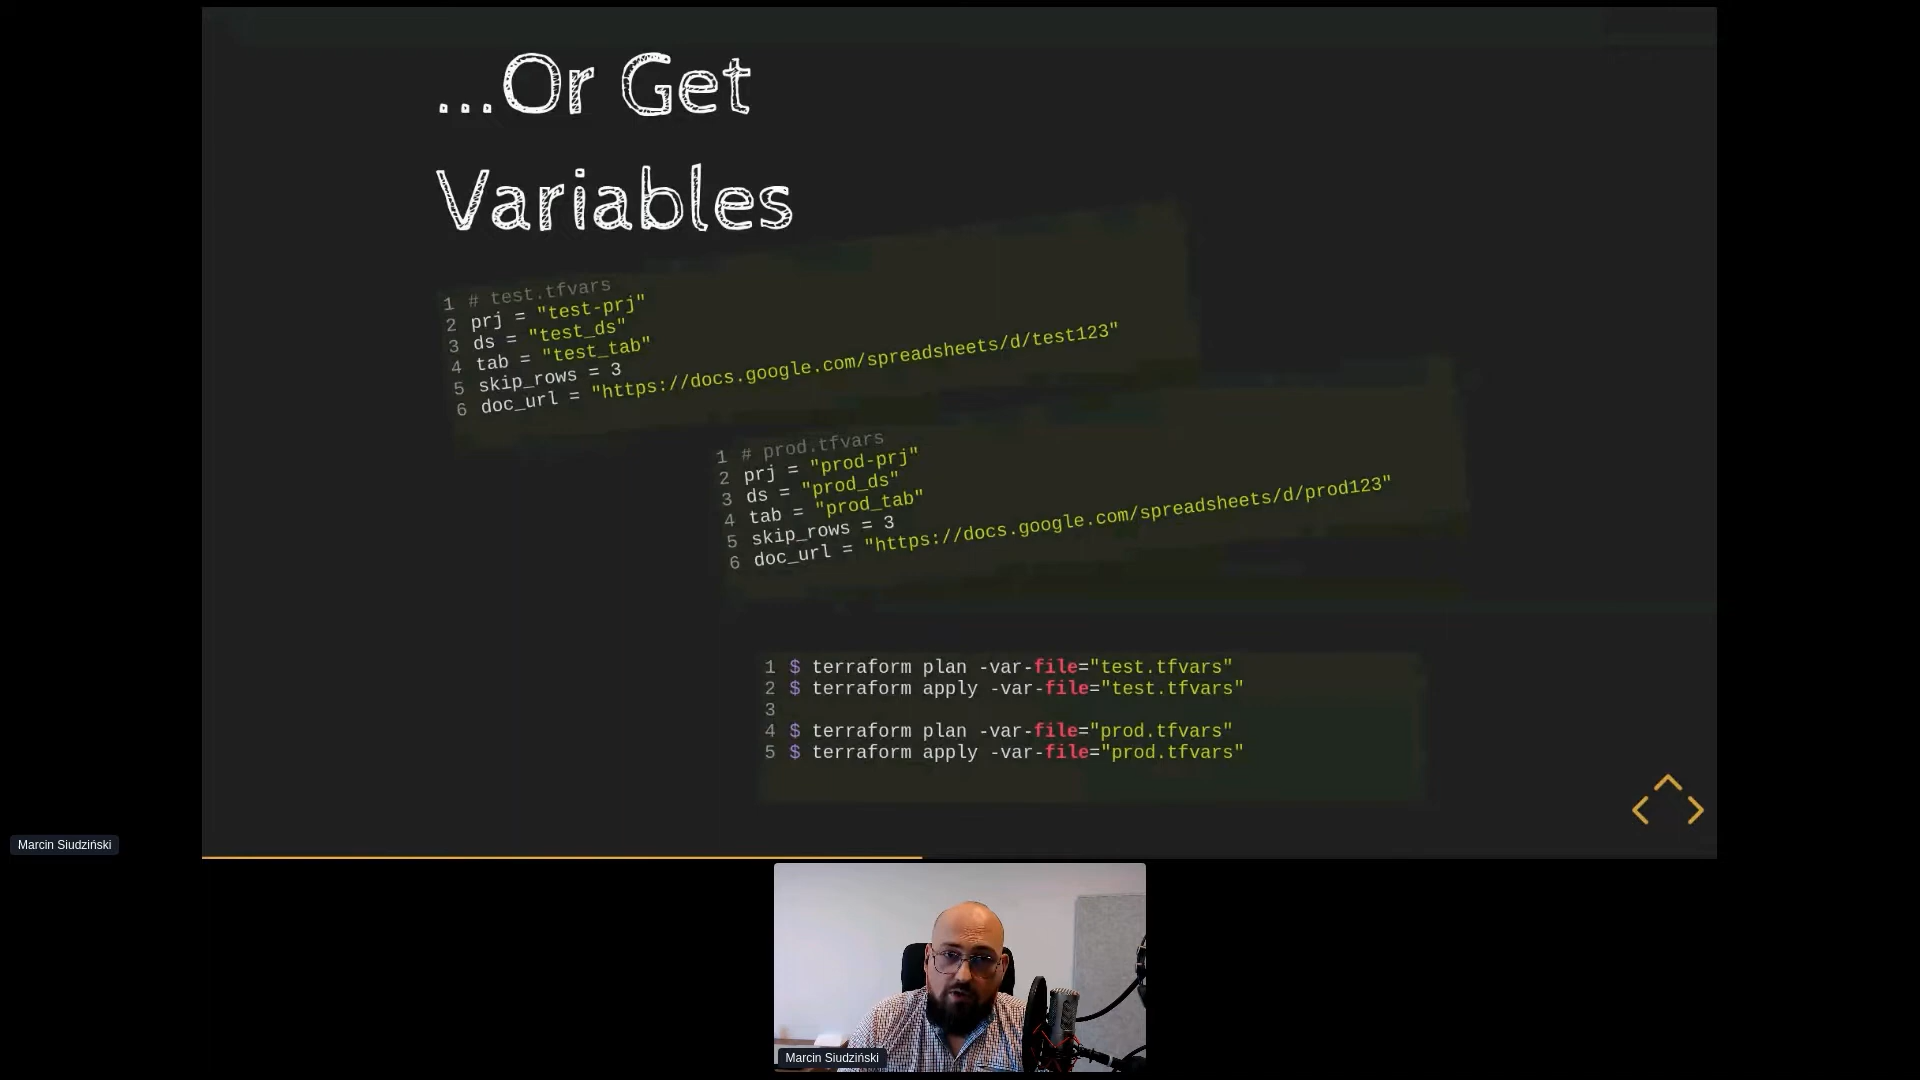 ...Or Get
Variables
1 # test.tfvars
2 prj = "test-prj"
3 ds = "test_ds"
4 tab = "test_tab"
5 skip_rows = 3
6 doc_url = "https://docs.google.com/spreadsheets/d/test123"
1 # prod.tfvars
2 prj = "prod-prj"
3 ds = "prod_ds"
4 tab = "prod_tab"
5 skip_rows = 3
6 doc_url = "https://docs.google.com/spreadsheets/d/prod123"
1 $ terraform plan -var-file="test.tfvars"
2 $ terraform apply -var-file="test.tfvars"
3
4 $ terraform plan -var-file="prod.tfvars"
5 $ terraform apply -var-file="prod.tfvars"
Marcin Siudziński
Marcin Siudziński